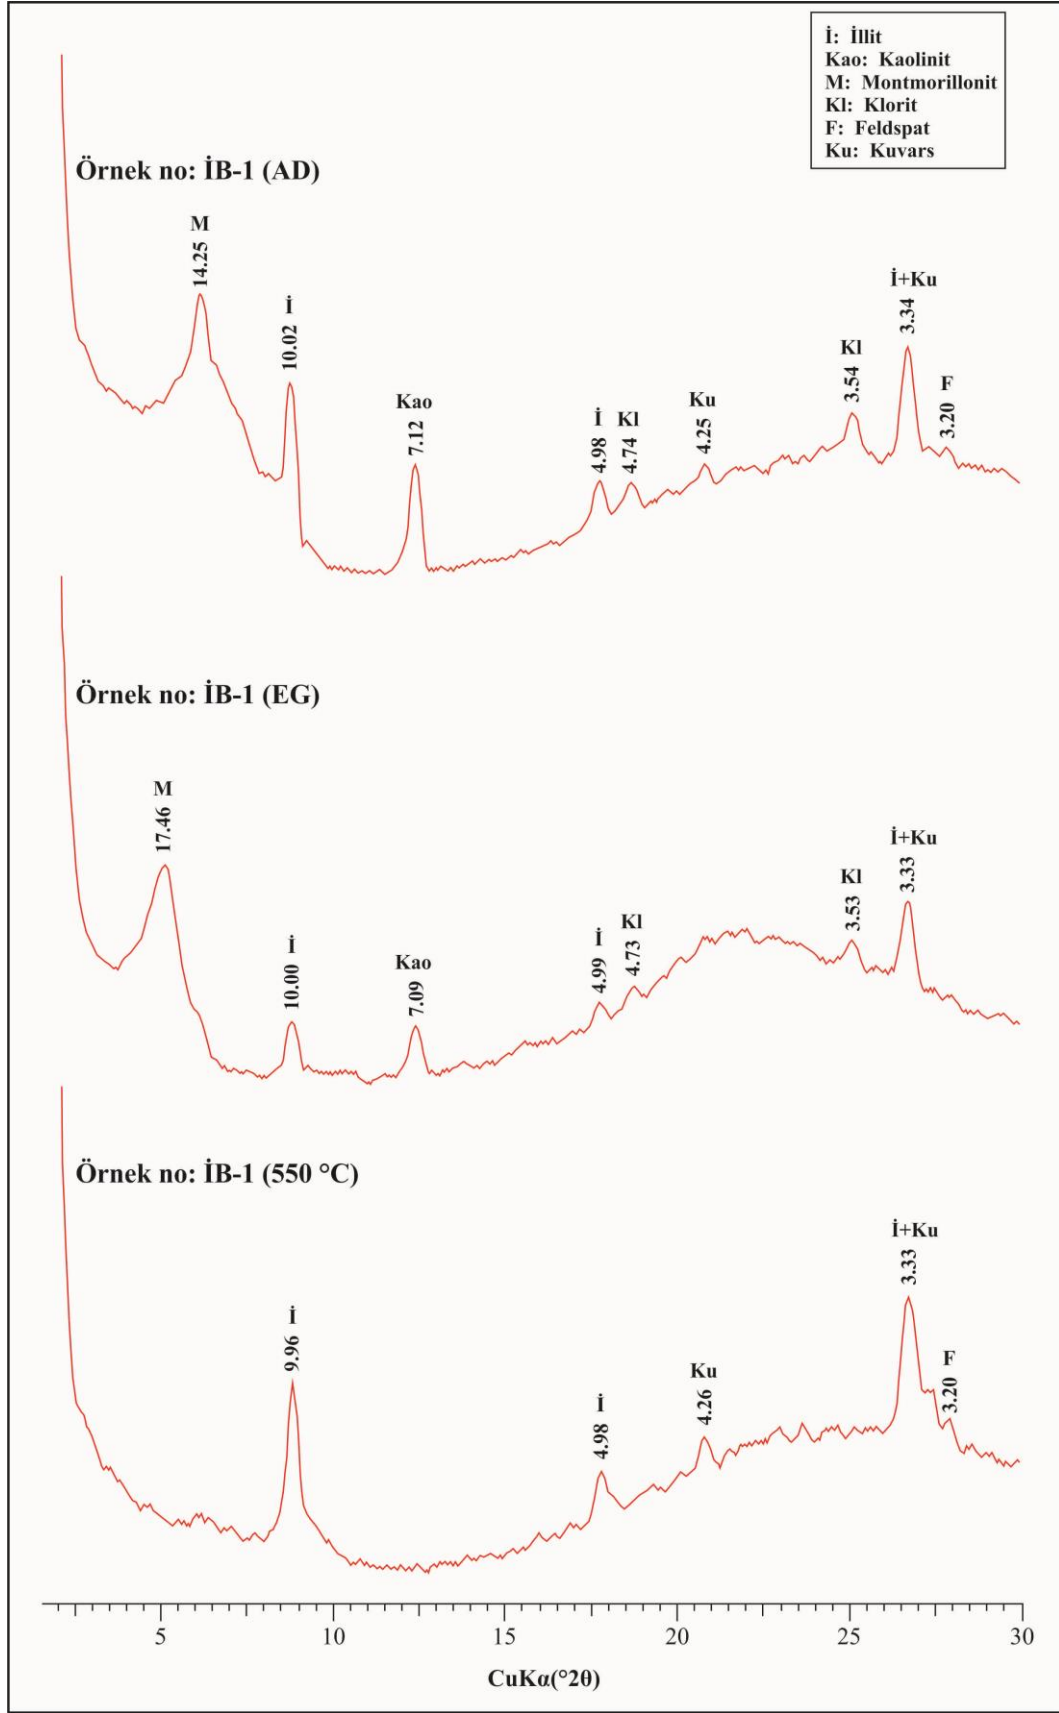 İ: İllit
Kao: Kaolinit
M: Montmorillonit
Kl: Klorit
F: Feldspat
Ku: Kuvars
Örnek no: İB-1 (AD)
M
14.25
İ
10.02
Kao
7.12
İ
4.98
Kl
4.74
Ku
4.25
Kl
3.54
İ+Ku
3.34
F
3.20
Örnek no: İB-1 (EG)
M
17.46
İ
10.00
Kao
7.09
İ
4.99
Kl
4.73
Kl
3.53
İ+Ku
3.33
Örnek no: İB-1 (550 °C)
İ
9.96
İ
4.98
Ku
4.26
İ+Ku
3.33
F
3.20
5 10 15 20 25 30
CuKα(°2θ)